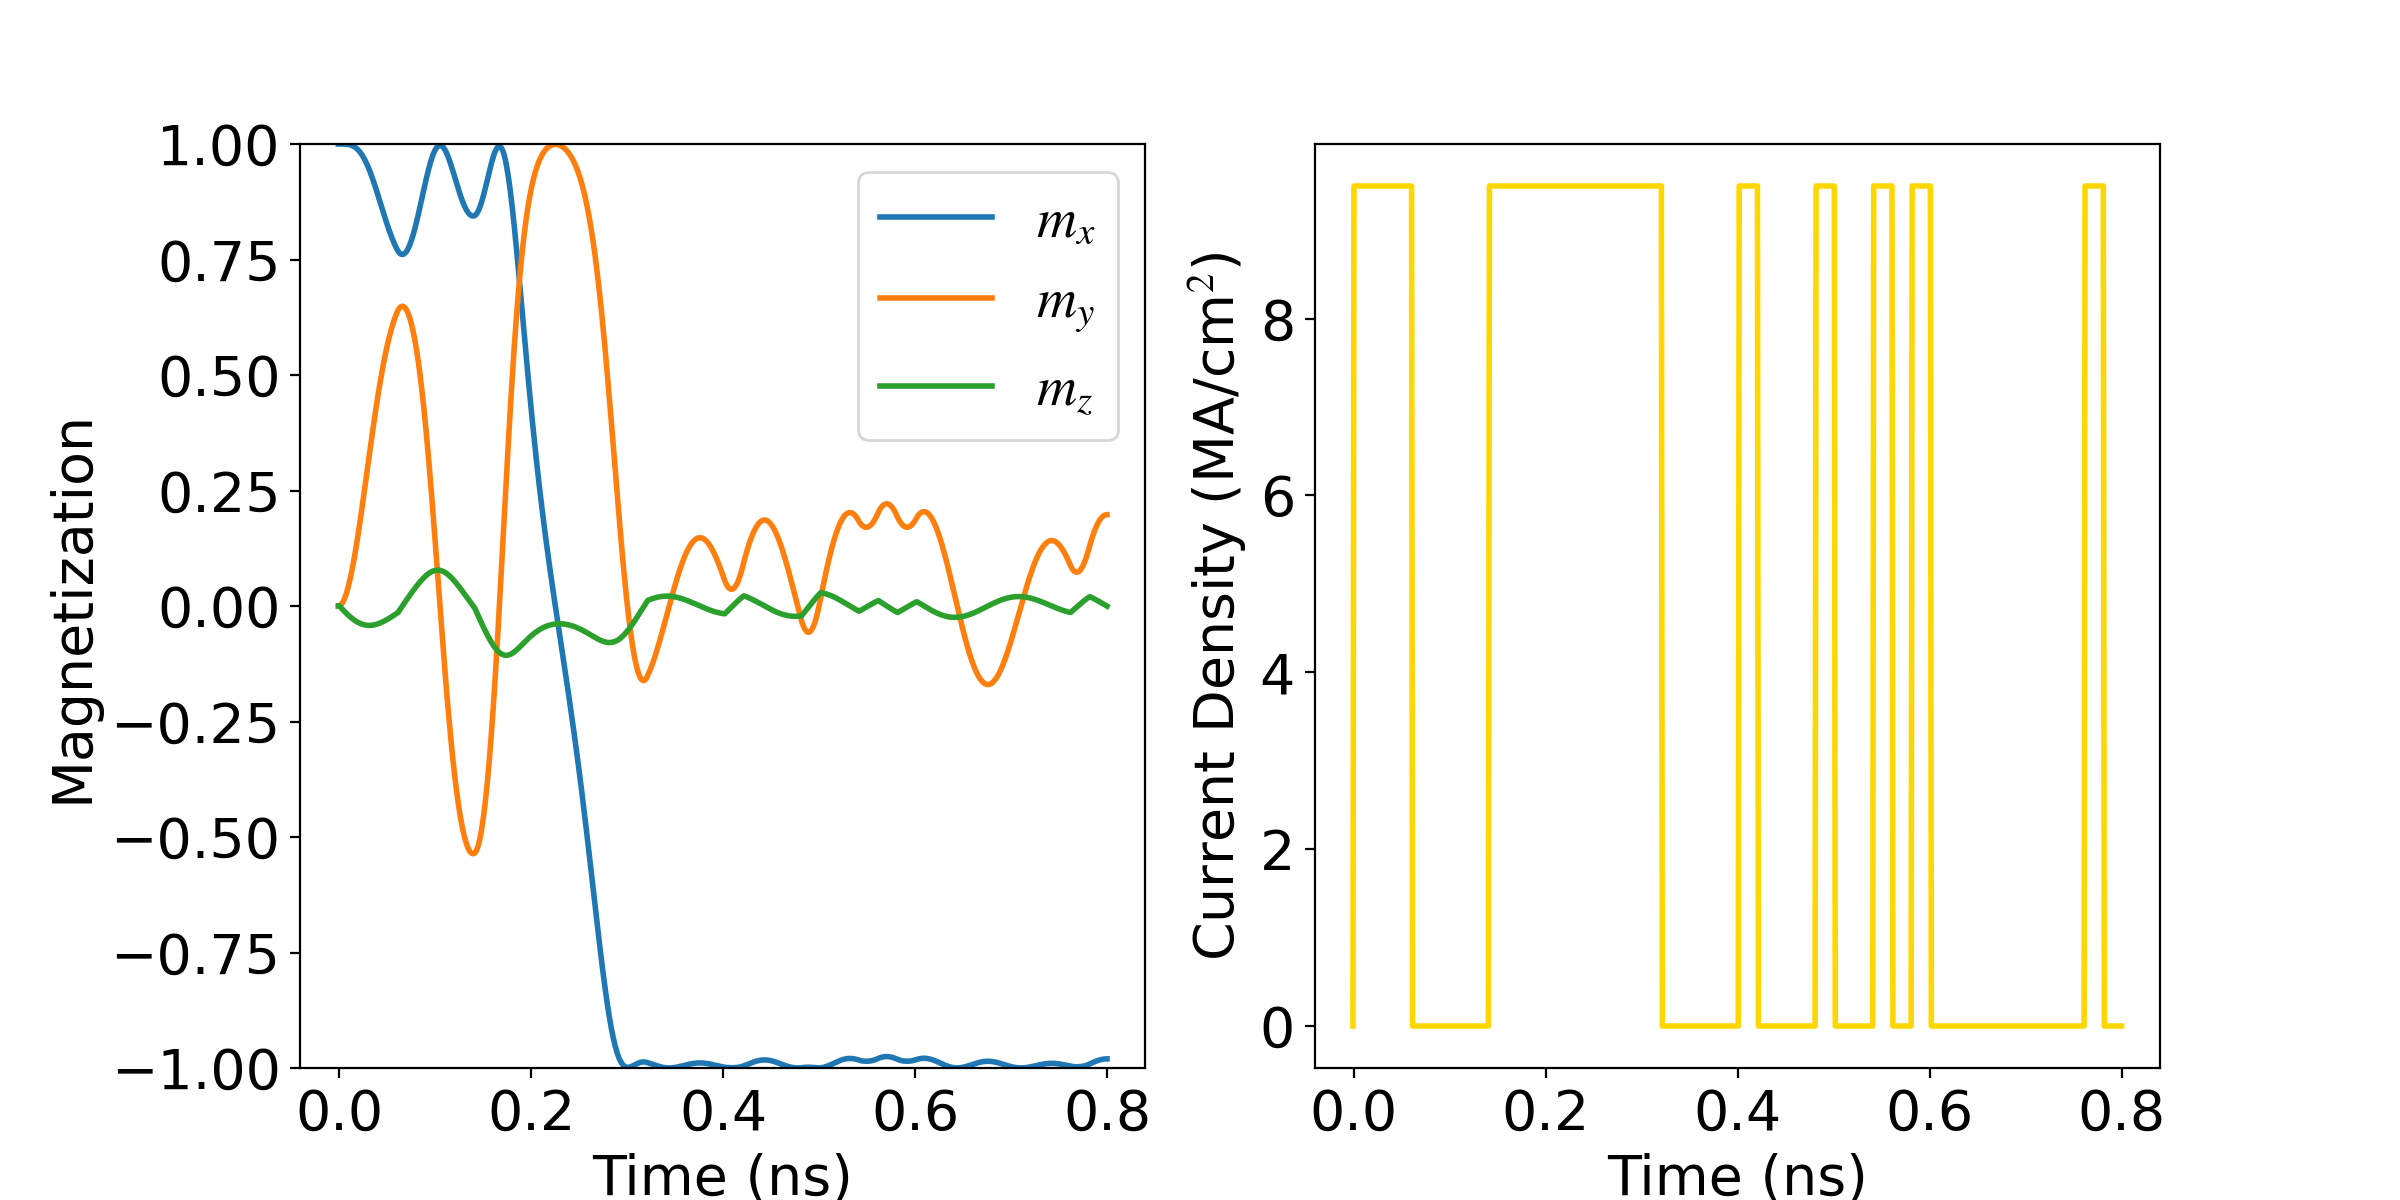 1.00
0.75
0.50
0.25
0.00
−0.25
−0.50
−0.75
−1.00
Magnetization
0.0 0.2 0.4 0.6 0.8
Time (ns)
m_x
m_y
m_z
8
6
4
2
0
Current Density (MA/cm²)
0.0 0.2 0.4 0.6 0.8
Time (ns)